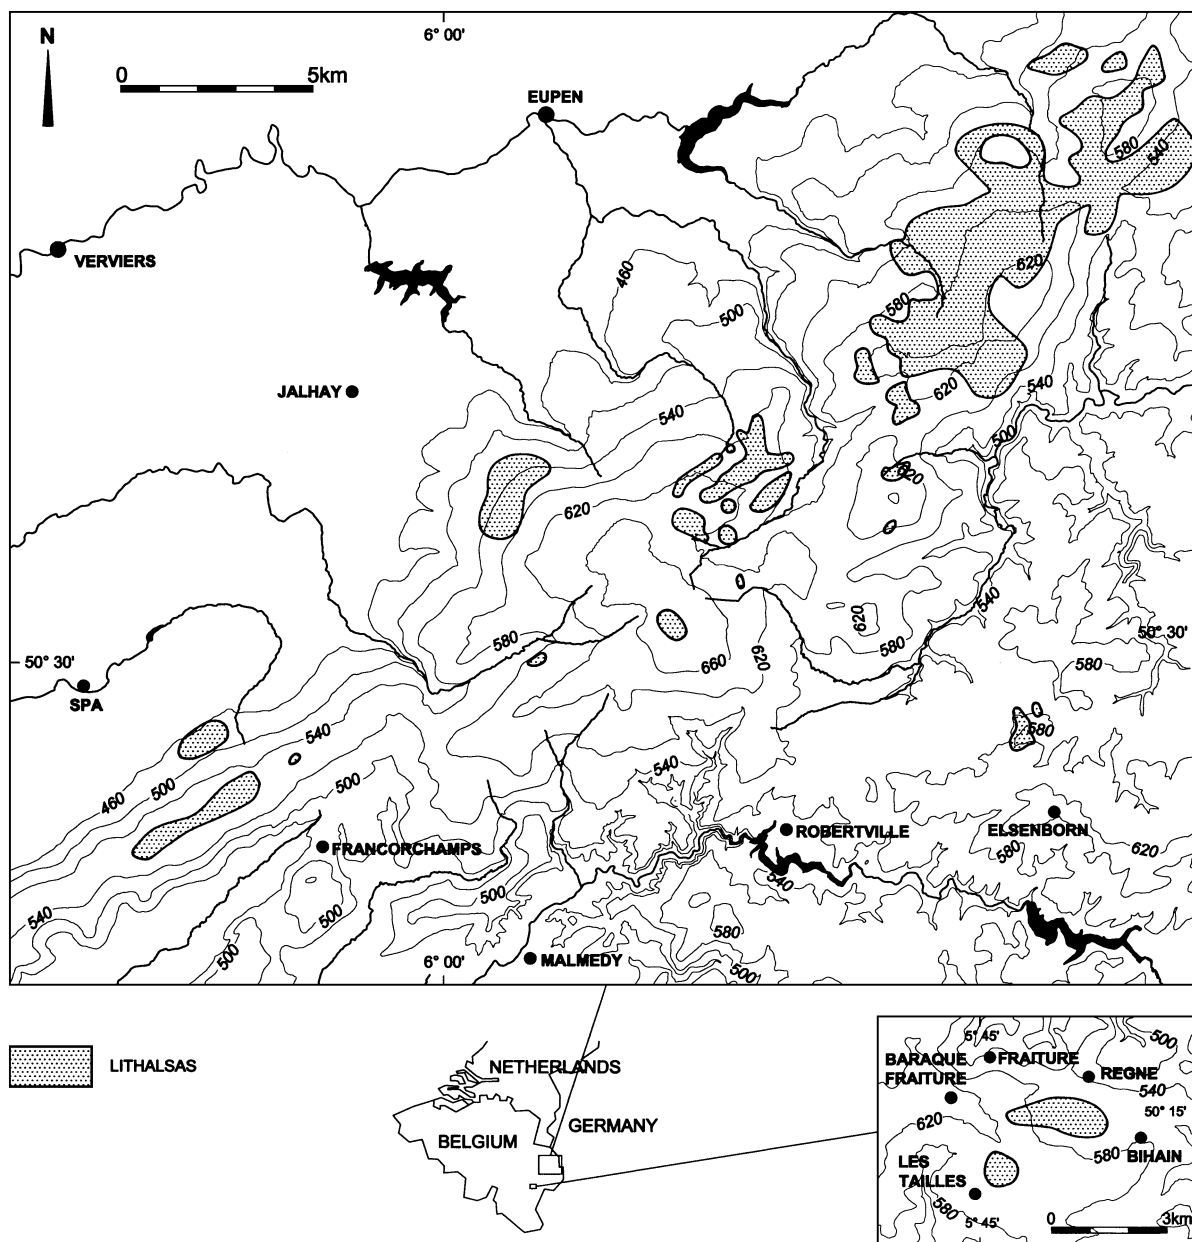 6° 00'
N
0 5km
EUPEN
580
540
VERVIERS
460
620
580
500
JALHAY
620
540
540
500
620
620
540
620
50° 30'
580
50° 30'
580
660
620
580
SPA
540
580
540
500
460
500
ROBERTVILLE
ELSENBORN
FRANCORCHAMPS
580
620
540
500
540
500
580
500
MALMEDY
6° 00'
500'
LITHALSAS
NETHERLANDS
GERMANY
BELGIUM
5° 45'
500
BARAQUE
FRAITURE
FRAITURE
REGNE
540
50° 15'
620
580
BIHAIN
LES
TAILLES
580
5° 45'
0 3km